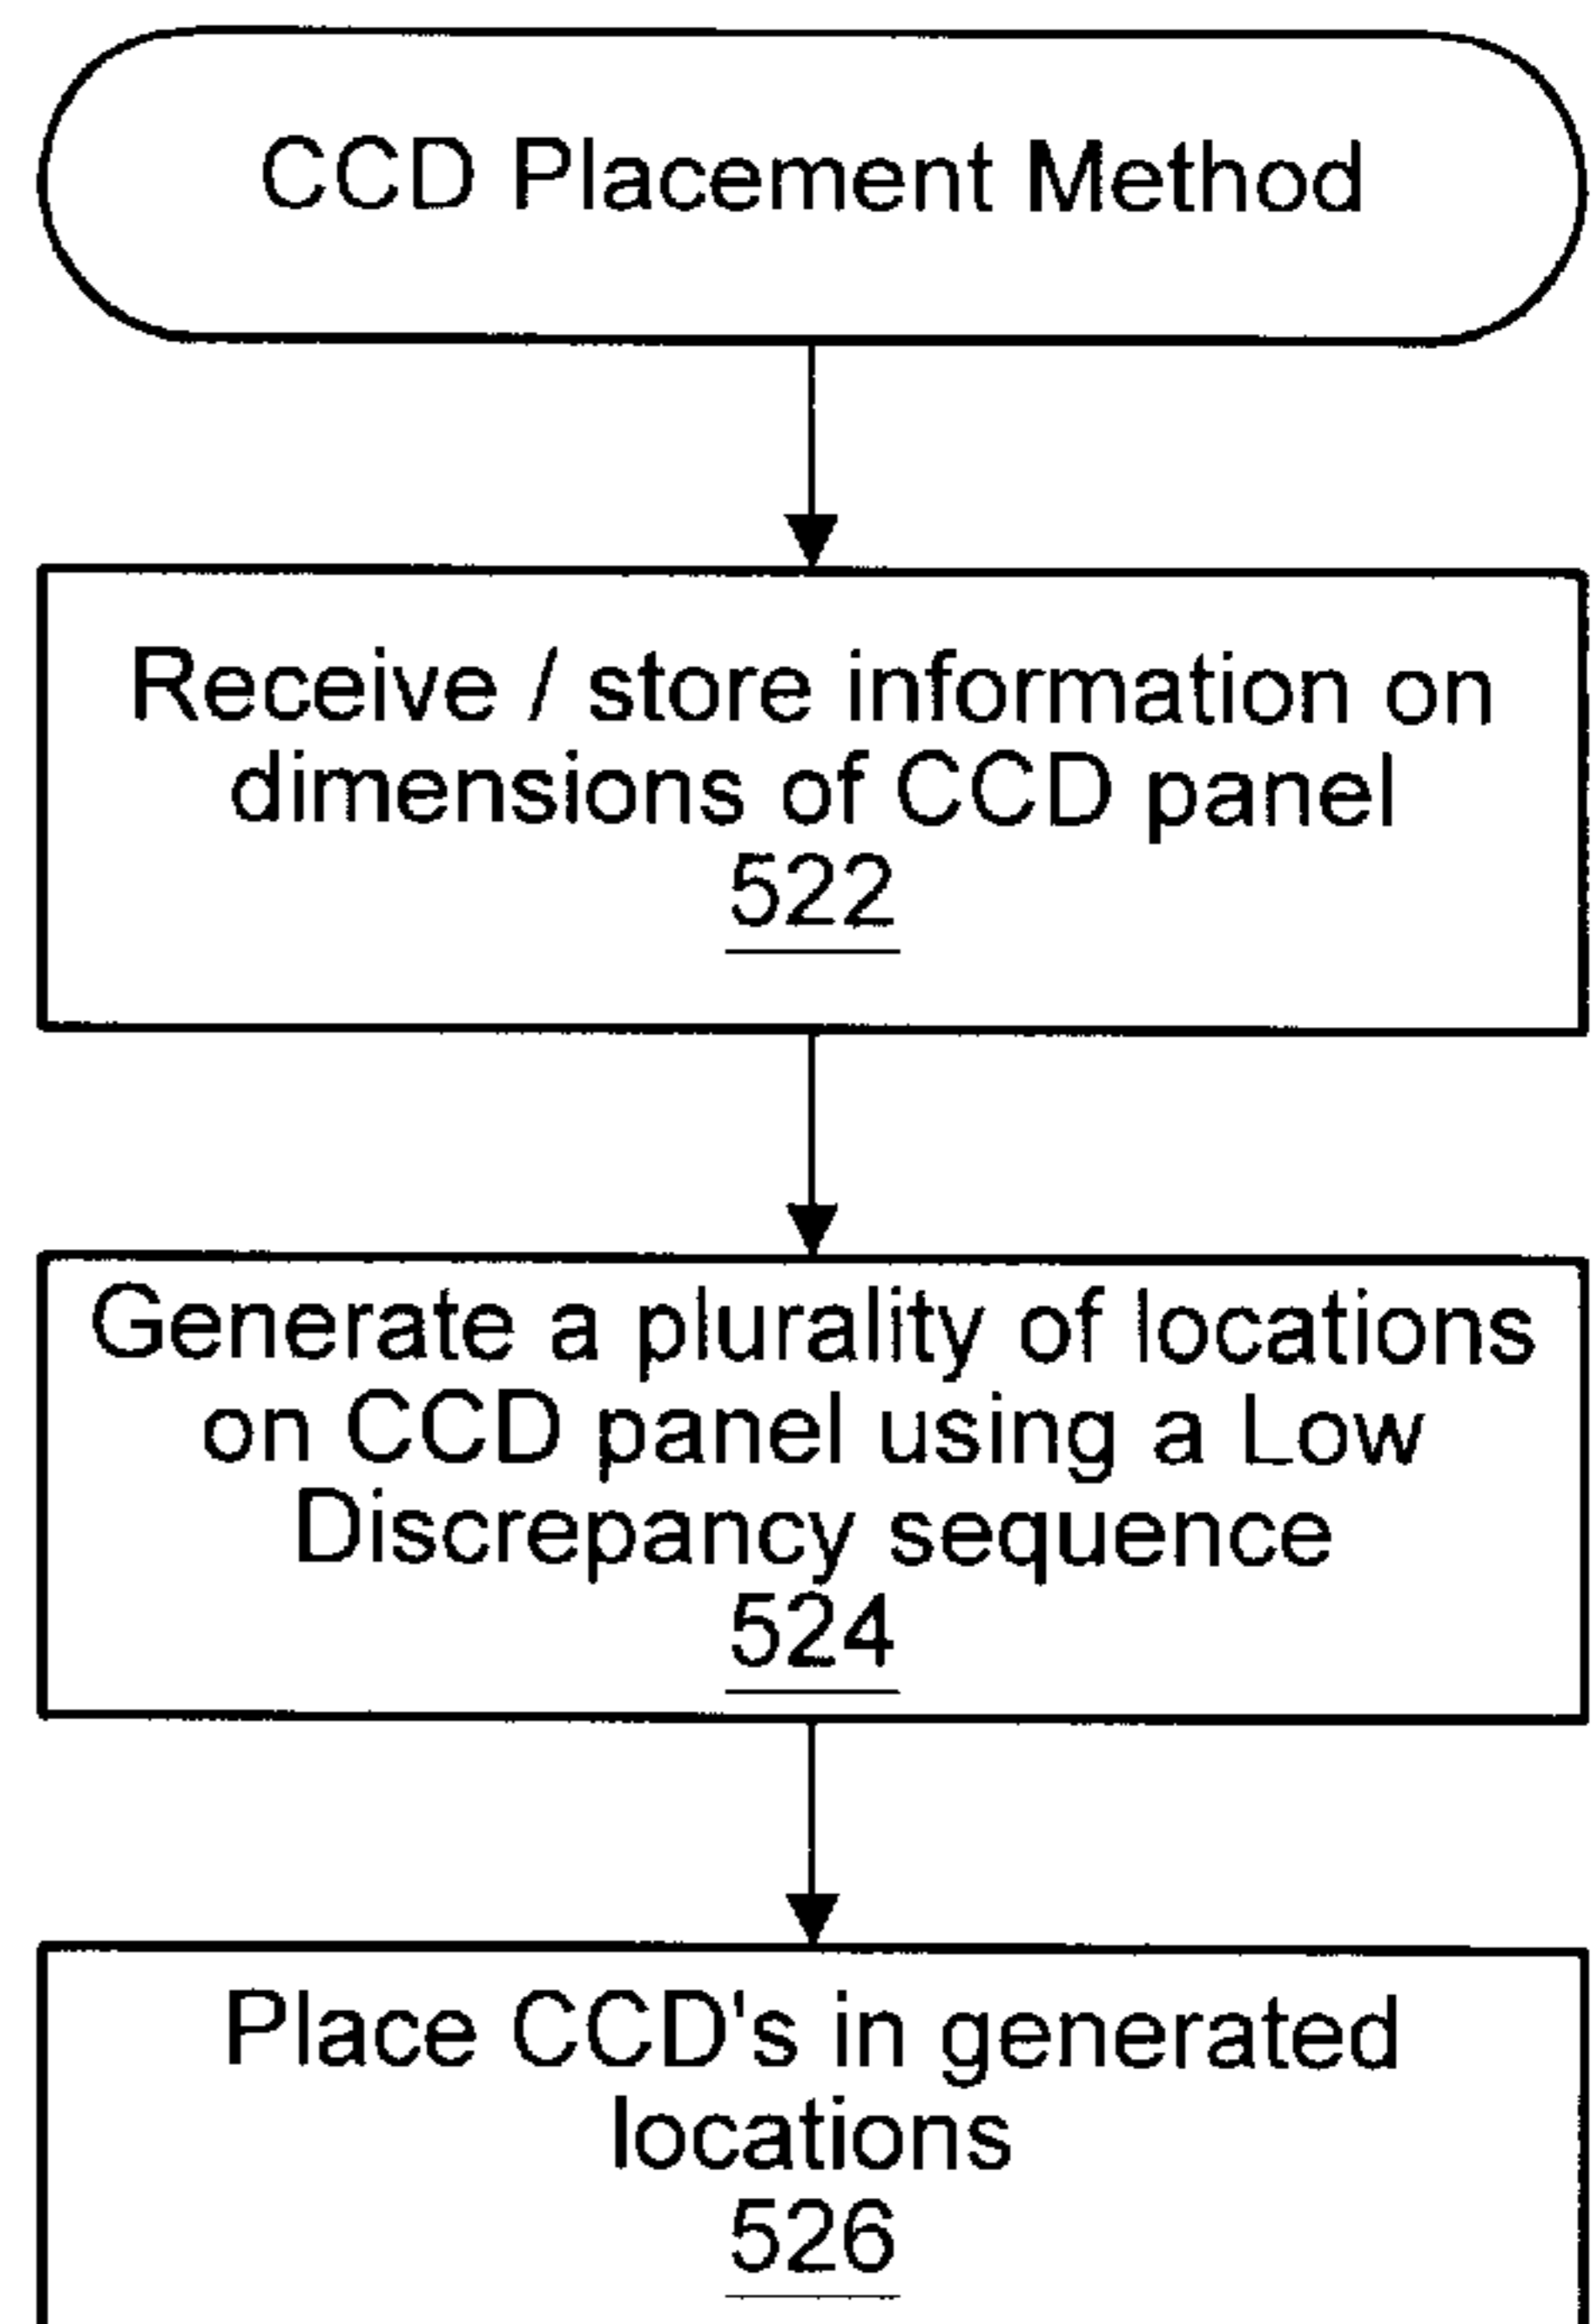 CCD Placement Method
Receive / store information on
dimensions of CCD panel
522
Generate a plurality of locations
on CCD panel using a Low
Discrepancy sequence
524
Place CCD's in generated
locations
526